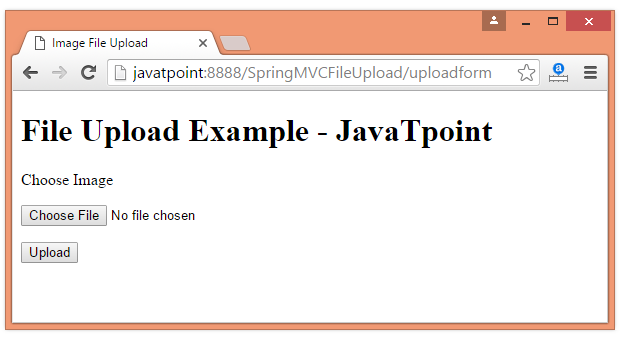 Image File Upload
javatpoint:8888/SpringMVCFileUpload/uploadform
File Upload Example - JavaTpoint
Choose Image
Choose File No file chosen
Upload